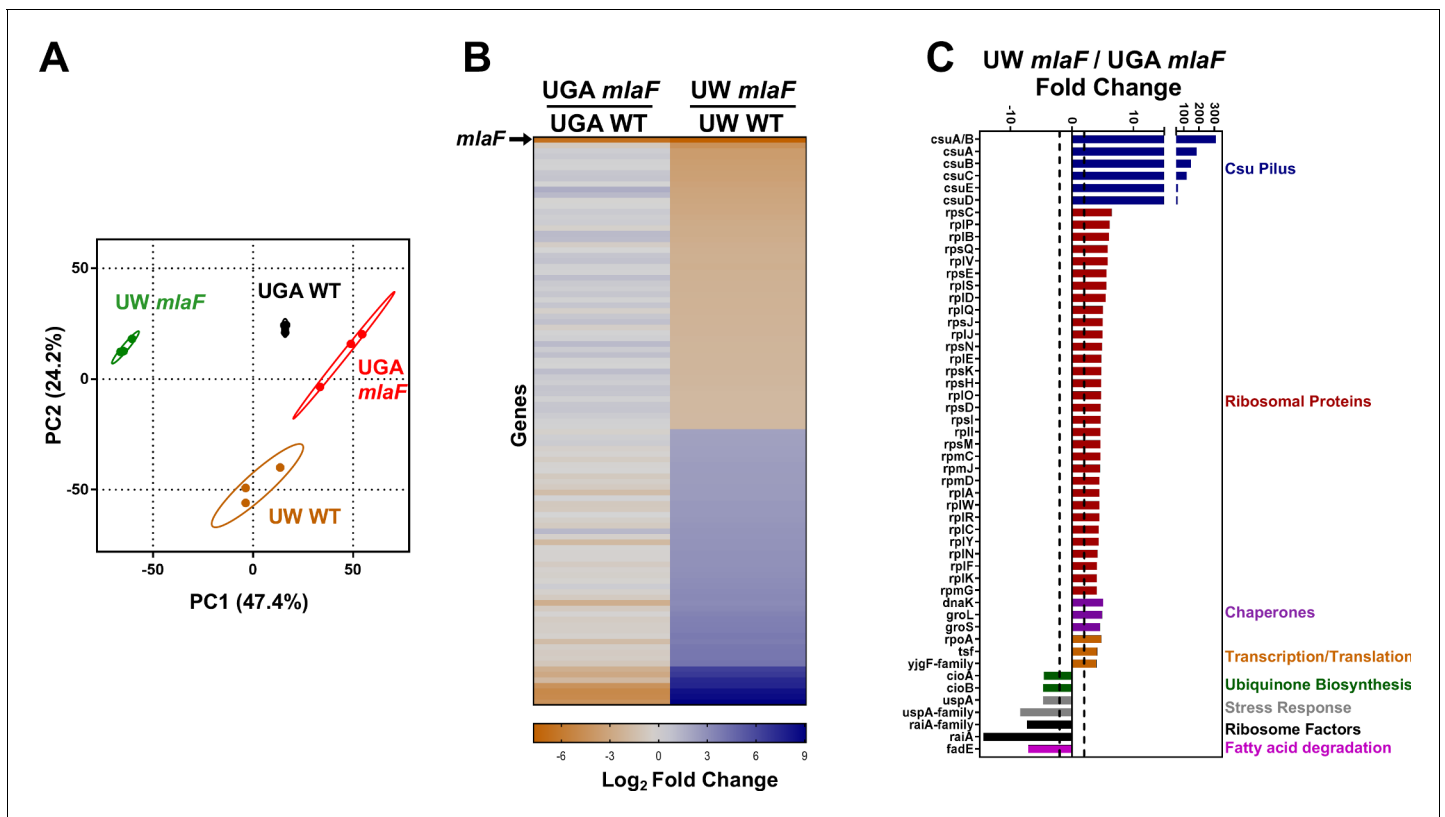 A
UW mlaF
UGA WT
UGA
mlaF
UW WT
50
0
-50
-50
0
50
PC2 (24.2%)
PC1 (47.4%)
B
UGA mlaF
UGA WT
UW mlaF
UW WT
mlaF
Genes
-6
-3
0
3
6
9
Log2 Fold Change
C
UW mlaF / UGA mlaF
Fold Change
-10
0
10
100
200
300
csuA/B
csuA
csuB
csuC
csuE
csuD
rpsC
rplP
rplB
rpsQ
rplV
rpsE
rplS
rplD
rplQ
rpsJ
rplJ
rpsN
rplE
rpsK
rpsH
rplO
rpsD
rpsI
rplI
rpsM
rpmC
rpmJ
rpmD
rplA
rplW
rplR
rplC
rplY
rplN
rplF
rplK
rpmG
dnaK
groL
groS
rpoA
tsf
yjgF-family
cioA
cioB
uspA
uspA-family
raiA-family
raiA
fadE
Csu Pilus
Ribosomal Proteins
Chaperones
Transcription/Translation
Ubiquinone Biosynthesis
Stress Response
Ribosome Factors
Fatty acid degradation